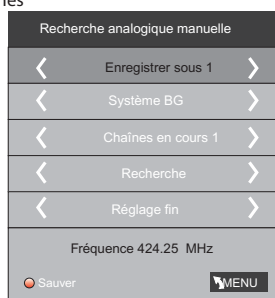 les
Recherche analogique manuelle
Enregistrer sous 1
Système BG
Chaînes en cours 1
Recherche
Réglage fin
Fréquence 424.25 MHz
Sauver MENU